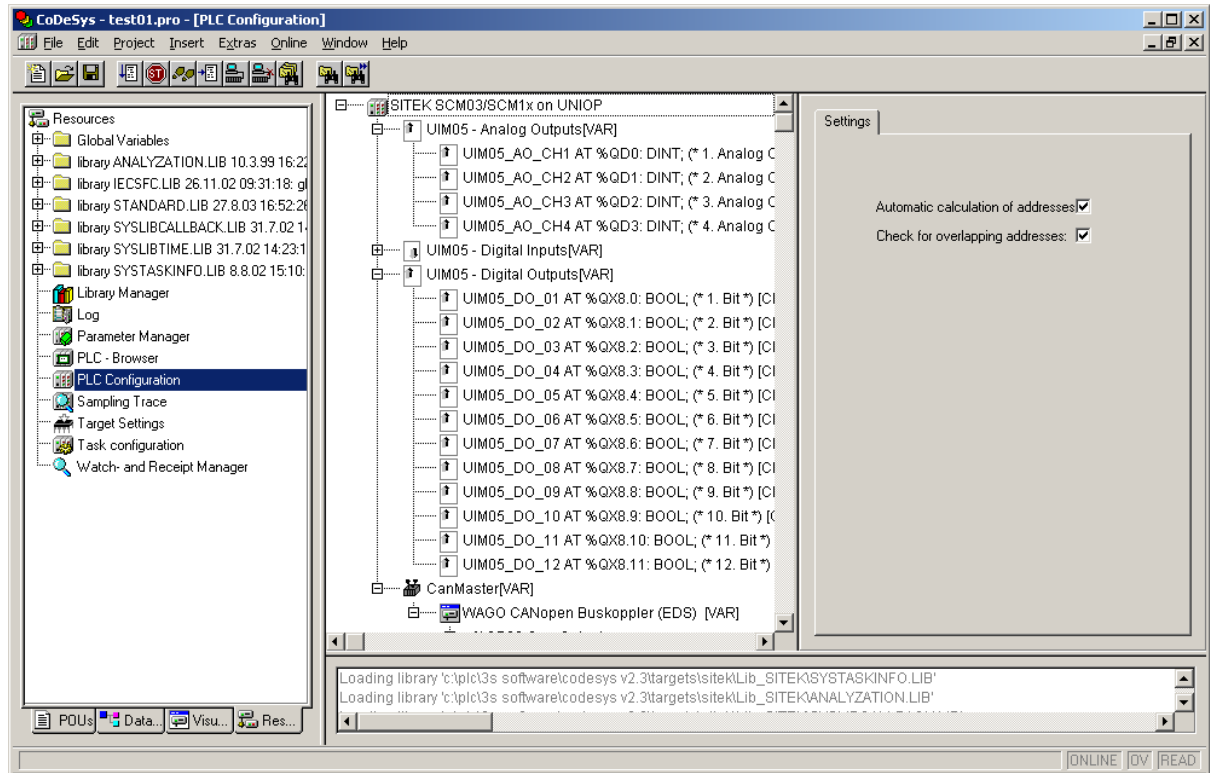 CoDeSys - test01.pro - [PLC Configuration]
File Edit Project Insert Extras Online Window Help
Resources
Global Variables
library ANALYZATION.LIB 10.3.99 16:22
library IECSFC.LIB 26.11.02 09:31:18: gl
library STANDARD.LIB 27.8.03 16:52:28
library SYSLIBCALLBACK.LIB 31.7.02 14
library SYSLIBTIME.LIB 31.7.02 14:23:1
library SYSTASKINFO.LIB 8.8.02 15:10:
Library Manager
Log
Parameter Manager
PLC - Browser
PLC Configuration
Sampling Trace
Target Settings
Task configuration
Watch- and Receipt Manager
POUs Data... Visu... Res...
SITEK SCM03/SCM1x on UNIOP
UIM05 - Analog Outputs[VAR]
UIM05_AO_CH1 AT %QD0: DINT; (* 1. Analog O
UIM05_AO_CH2 AT %QD1: DINT; (* 2. Analog O
UIM05_AO_CH3 AT %QD2: DINT; (* 3. Analog O
UIM05_AO_CH4 AT %QD3: DINT; (* 4. Analog O
UIM05 - Digital Inputs[VAR]
UIM05 - Digital Outputs[VAR]
UIM05_DO_01 AT %QX8.0: BOOL; (* 1. Bit *) [CH
UIM05_DO_02 AT %QX8.1: BOOL; (* 2. Bit *) [CH
UIM05_DO_03 AT %QX8.2: BOOL; (* 3. Bit *) [CH
UIM05_DO_04 AT %QX8.3: BOOL; (* 4. Bit *) [CH
UIM05_DO_05 AT %QX8.4: BOOL; (* 5. Bit *) [CH
UIM05_DO_06 AT %QX8.5: BOOL; (* 6. Bit *) [CH
UIM05_DO_07 AT %QX8.6: BOOL; (* 7. Bit *) [CH
UIM05_DO_08 AT %QX8.7: BOOL; (* 8. Bit *) [CH
UIM05_DO_09 AT %QX8.8: BOOL; (* 9. Bit *) [CH
UIM05_DO_10 AT %QX8.9: BOOL; (* 10. Bit *) [C
UIM05_DO_11 AT %QX8.10: BOOL; (* 11. Bit *)
UIM05_DO_12 AT %QX8.11: BOOL; (* 12. Bit *)
CanMaster[VAR]
WAGO CANopen Buskoppler (EDS) [VAR]
Settings
Automatic calculation of addresses
Check for overlapping addresses:
Loading library 'c:\plc\3s software\codesys v2.3\targets\sitek\Lib_SITEK\SYSTASKINFO.LIB'
Loading library 'c:\plc\3s software\codesys v2.3\targets\sitek\Lib_SITEK\ANALYZATION.LIB'
ONLINE OV READ